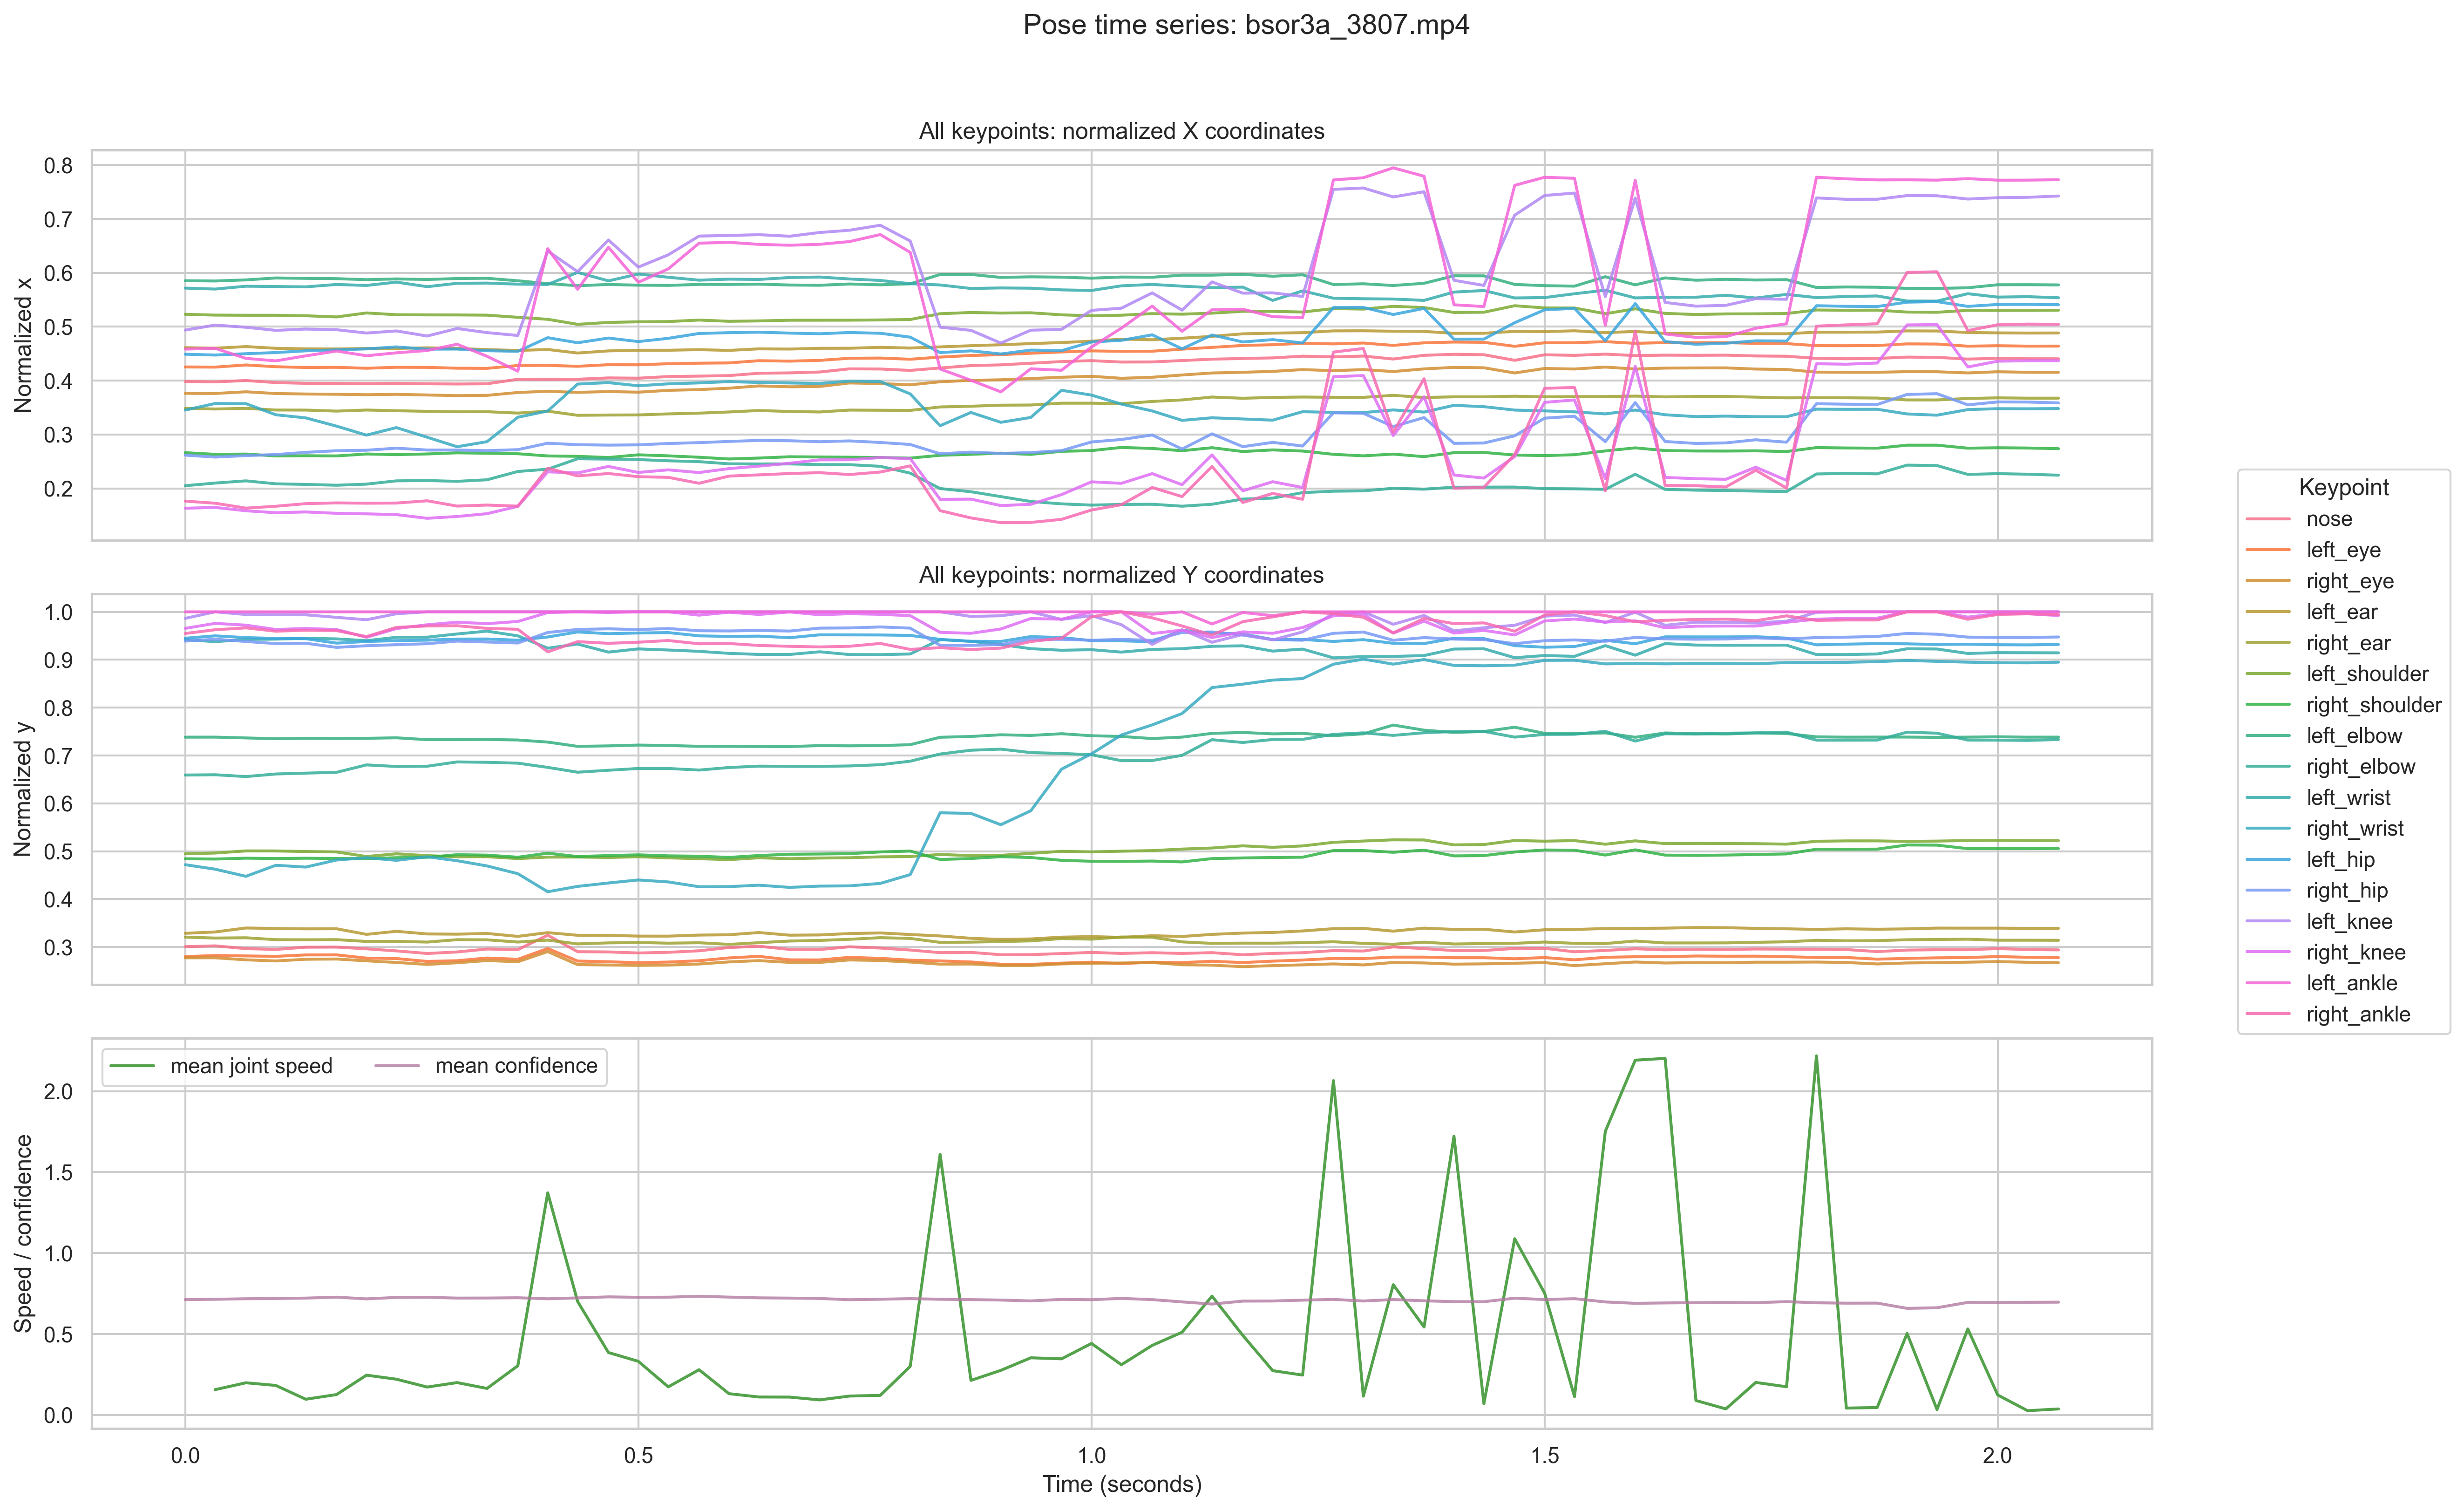 Pose time series: bsor3a_3807.mp4
All keypoints: normalized X coordinates
Normalized x
0.8
0.7
0.6
0.5
0.4
0.3
0.2
All keypoints: normalized Y coordinates
Normalized y
1.0
0.9
0.8
0.7
0.6
0.5
0.4
0.3
Keypoint
nose
left_eye
right_eye
left_ear
right_ear
left_shoulder
right_shoulder
left_elbow
right_elbow
left_wrist
right_wrist
left_hip
right_hip
left_knee
right_knee
left_ankle
right_ankle
mean joint speed
mean confidence
Speed / confidence
2.0
1.5
1.0
0.5
0.0
0.0 0.5 1.0 1.5 2.0
Time (seconds)